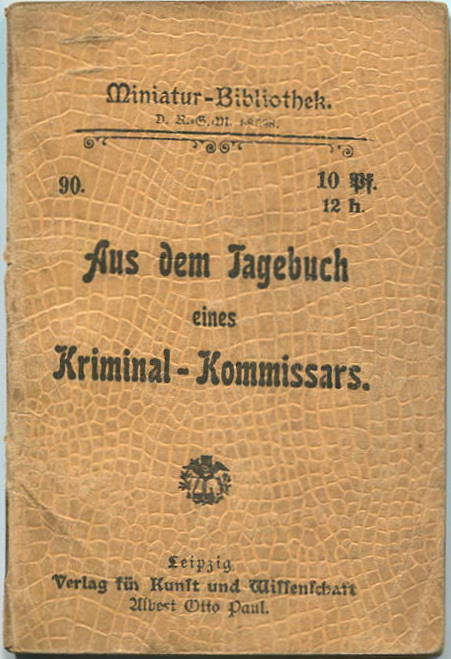 Miniatur-Bibliothek.
D. R.-G.-M.
90.
10 Pf.
12 h.
Aus dem Tagebuch
eines
Kriminal-Kommissars.
Leipzig
Verlag für Kunst und Wissenschaft
Albert Otto Paul.